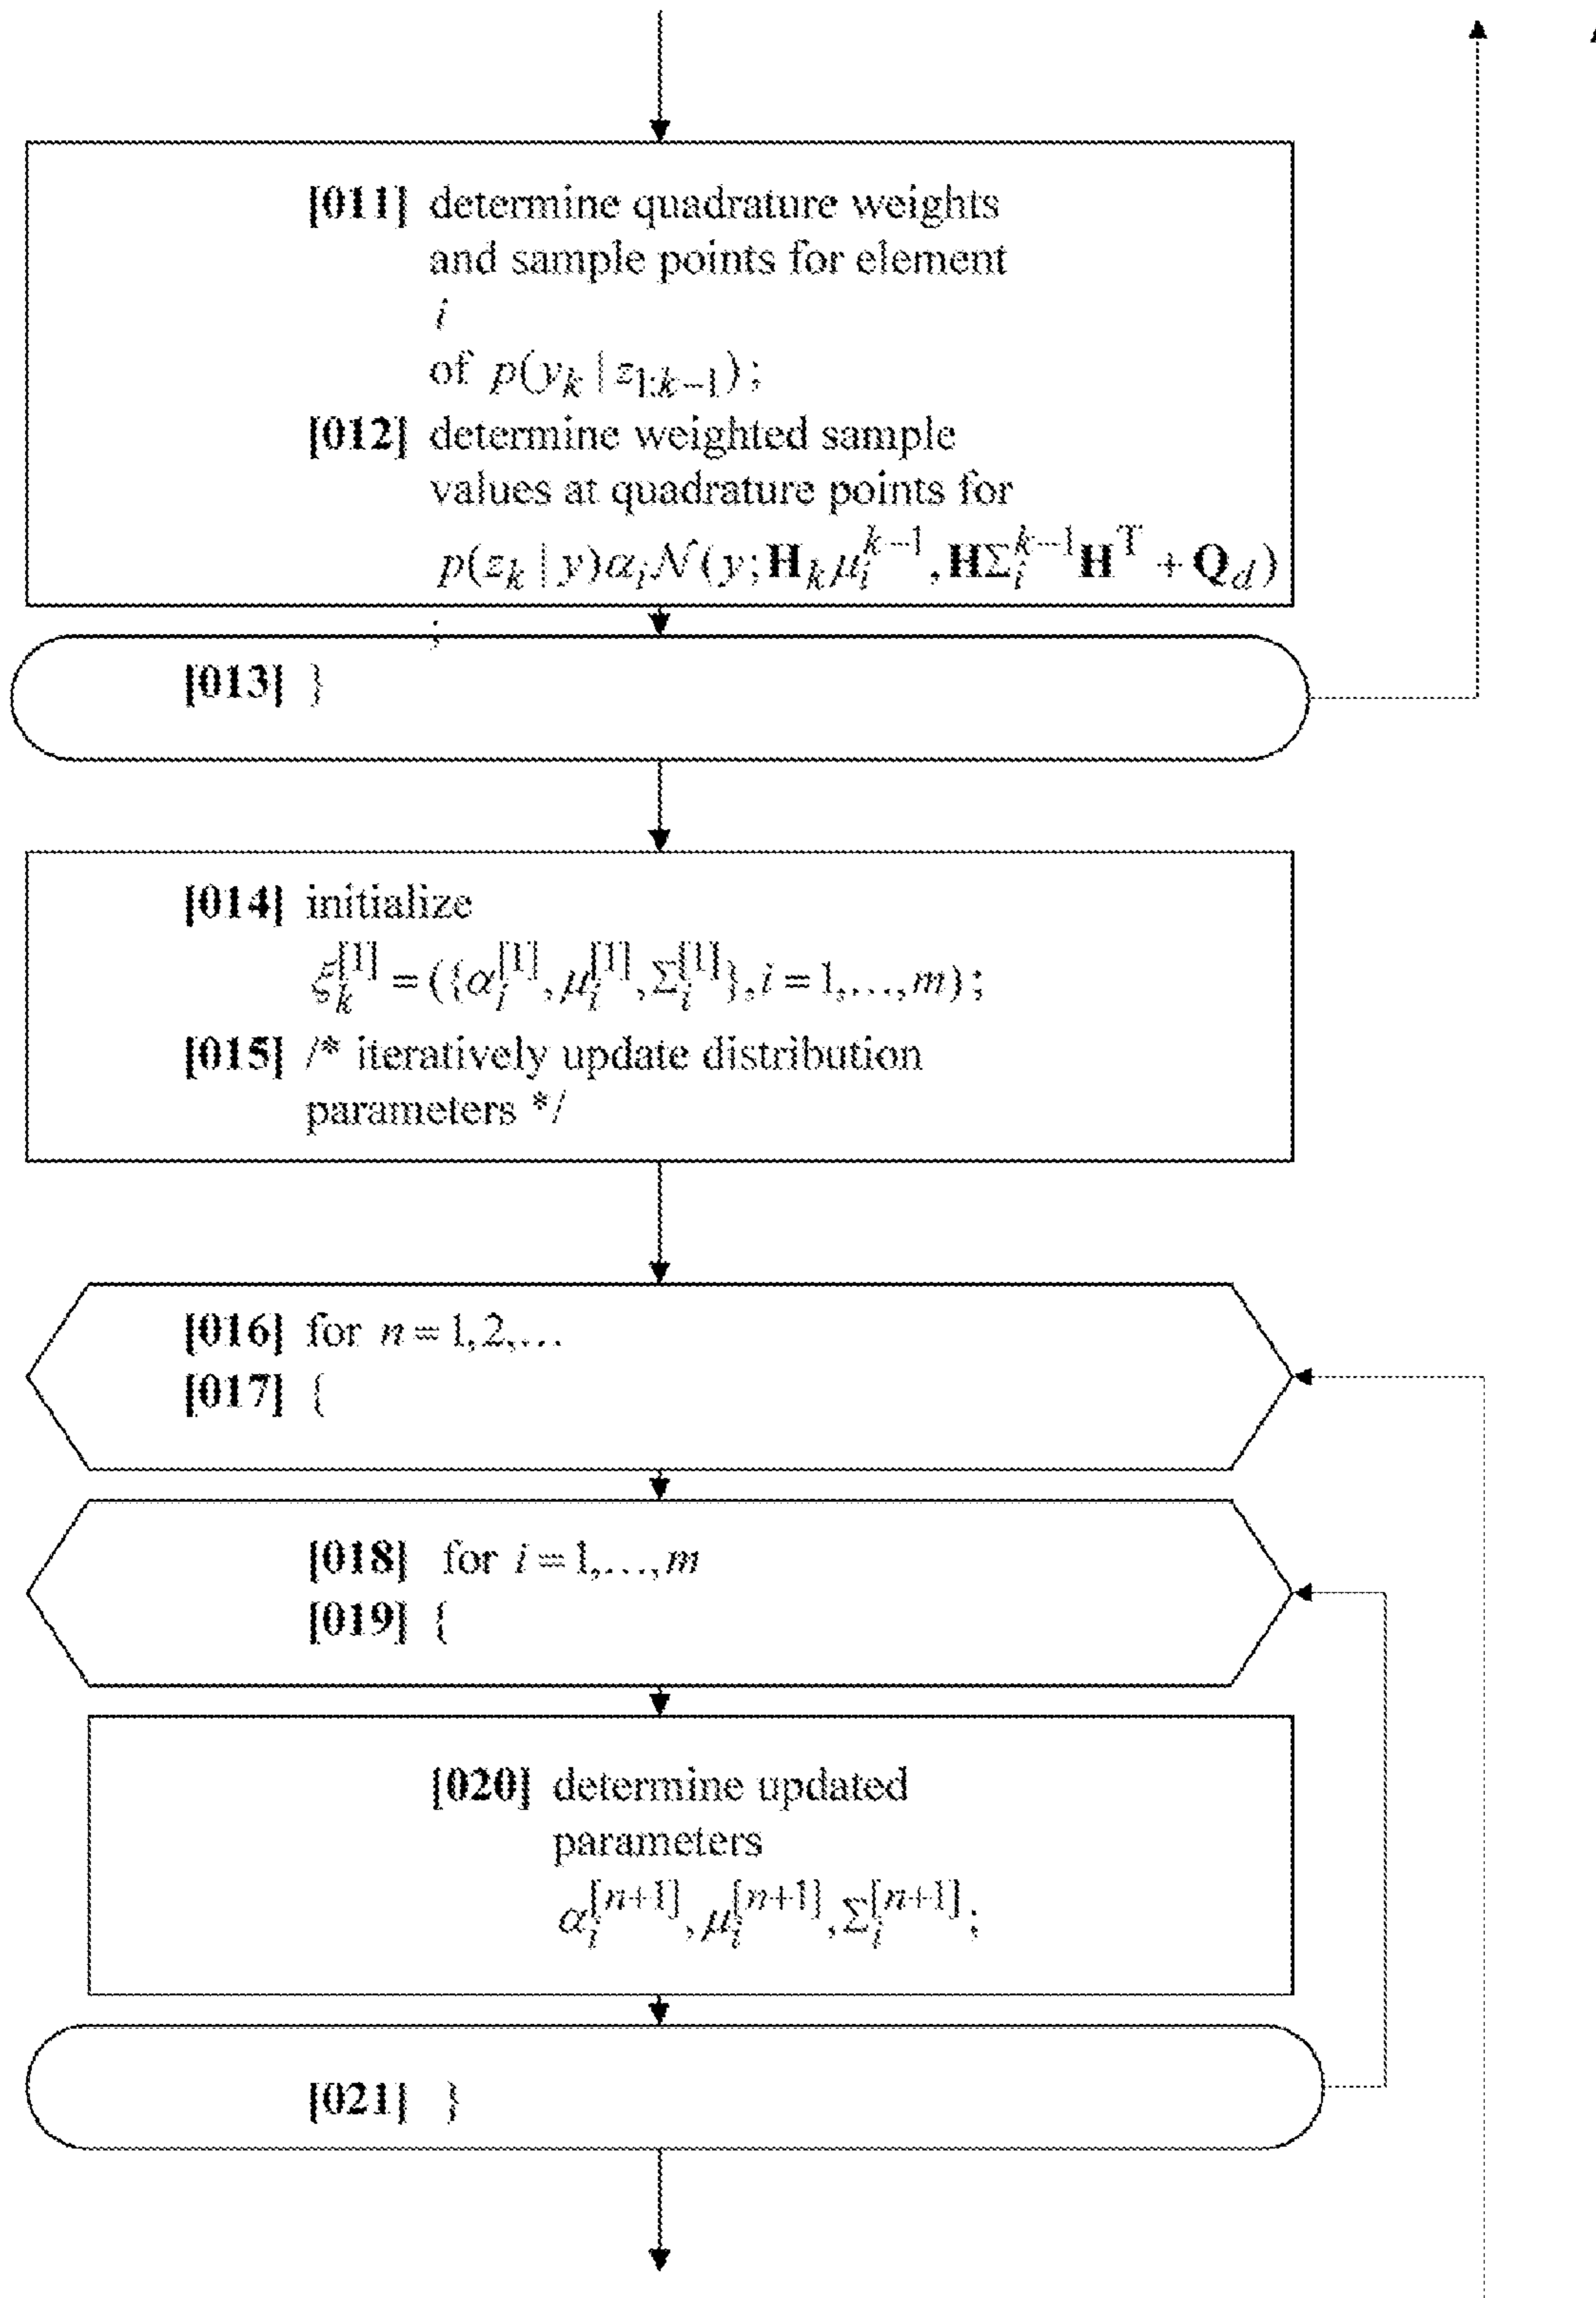 [011] determine quadrature weights
and sample points for element
i
of p(y_k | z_{1:k−1});
[012] determine weighted sample
values at quadrature points for
p(z_k | y)α_i 𝒩(y; H_k μ_i^{k−1}, HΣ_i^{k−1}H^T + Q_d)
;
[013] }
[014] initialize
ξ_k^{[1]} = ({α_i^{[1]}, μ_i^{[1]}, Σ_i^{[1]}}, i = 1,...,m);
[015] /* iteratively update distribution
parameters */
[016] for n = 1,2,...
[017] {
[018] for i = 1,...,m
[019] {
[020] determine updated
parameters
α_i^{[n+1]}, μ_i^{[n+1]}, Σ_i^{[n+1]};
[021] }